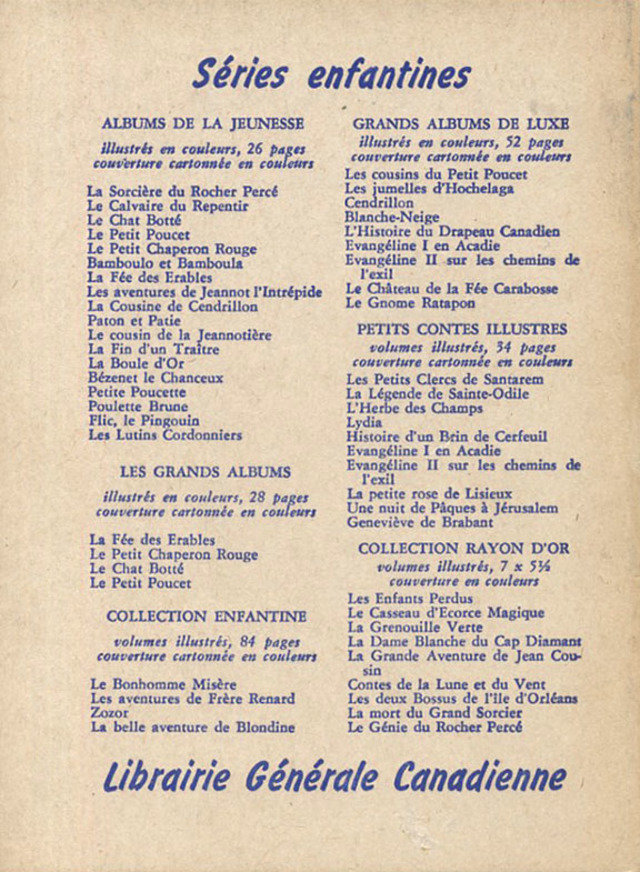 Séries enfantines
ALBUMS DE LA JEUNESSE
illustrés en couleurs, 26 pages
couverture cartonnée en couleurs
La Sorcière du Rocher Percé
Le Calvaire du Repentir
Le Chat Botté
Le Petit Poucet
Le Petit Chaperon Rouge
Bamboulo et Bamboula
La Fée des Erables
Les aventures de Jeannot l'Intrépide
La Cousine de Cendrillon
Paton et Patie
Le cousin de la Jeannotière
La Fin d'un Traître
La Boule d'Or
Bézenet le Chanceux
Petite Poucette
Poulette Brune
Flic, le Pingouin
Les Lutins Cordonniers
LES GRANDS ALBUMS
illustrés en couleurs, 28 pages
couverture cartonnée en couleurs
La Fée des Erables
Le Petit Chaperon Rouge
Le Chat Botté
Le Petit Poucet
COLLECTION ENFANTINE
volumes illustrés, 84 pages
couverture cartonnée en couleurs
Le Bonhomme Misère
Les aventures de Frère Renard
Zozor
La belle aventure de Blondine
GRANDS ALBUMS DE LUXE
illustrés en couleurs, 52 pages
couverture cartonnée en couleurs
Les cousins du Petit Poucet
Les jumelles d'Hochelaga
Cendrillon
Blanche-Neige
L'Histoire du Drapeau Canadien
Evangéline I en Acadie
Evangéline II sur les chemins de
l'exil
Le Château de la Fée Carabosse
Le Gnome Ratapon
PETITS CONTES ILLUSTRES
volumes illustrés, 34 pages
couverture cartonnée en couleurs
Les Petits Clercs de Santarem
La Légende de Sainte-Odile
L'Herbe des Champs
Lydia
Histoire d'un Brin de Cerfeuil
Evangéline I en Acadie
Evangéline II sur les chemins de
l'exil
La petite rose de Lisieux
Une nuit de Pâques à Jérusalem
Geneviève de Brabant
COLLECTION RAYON D'OR
volumes illustrés, 7 x 5½
couverture en couleurs
Les Enfants Perdus
Le Casseau d'Ecorce Magique
La Grenouille Verte
La Dame Blanche du Cap Diamant
La Grande Aventure de Jean Cou-
sin
Contes de la Lune et du Vent
Les deux Bossus de l'île d'Orléans
La mort du Grand Sorcier
Le Génie du Rocher Percé
Librairie Générale Canadienne